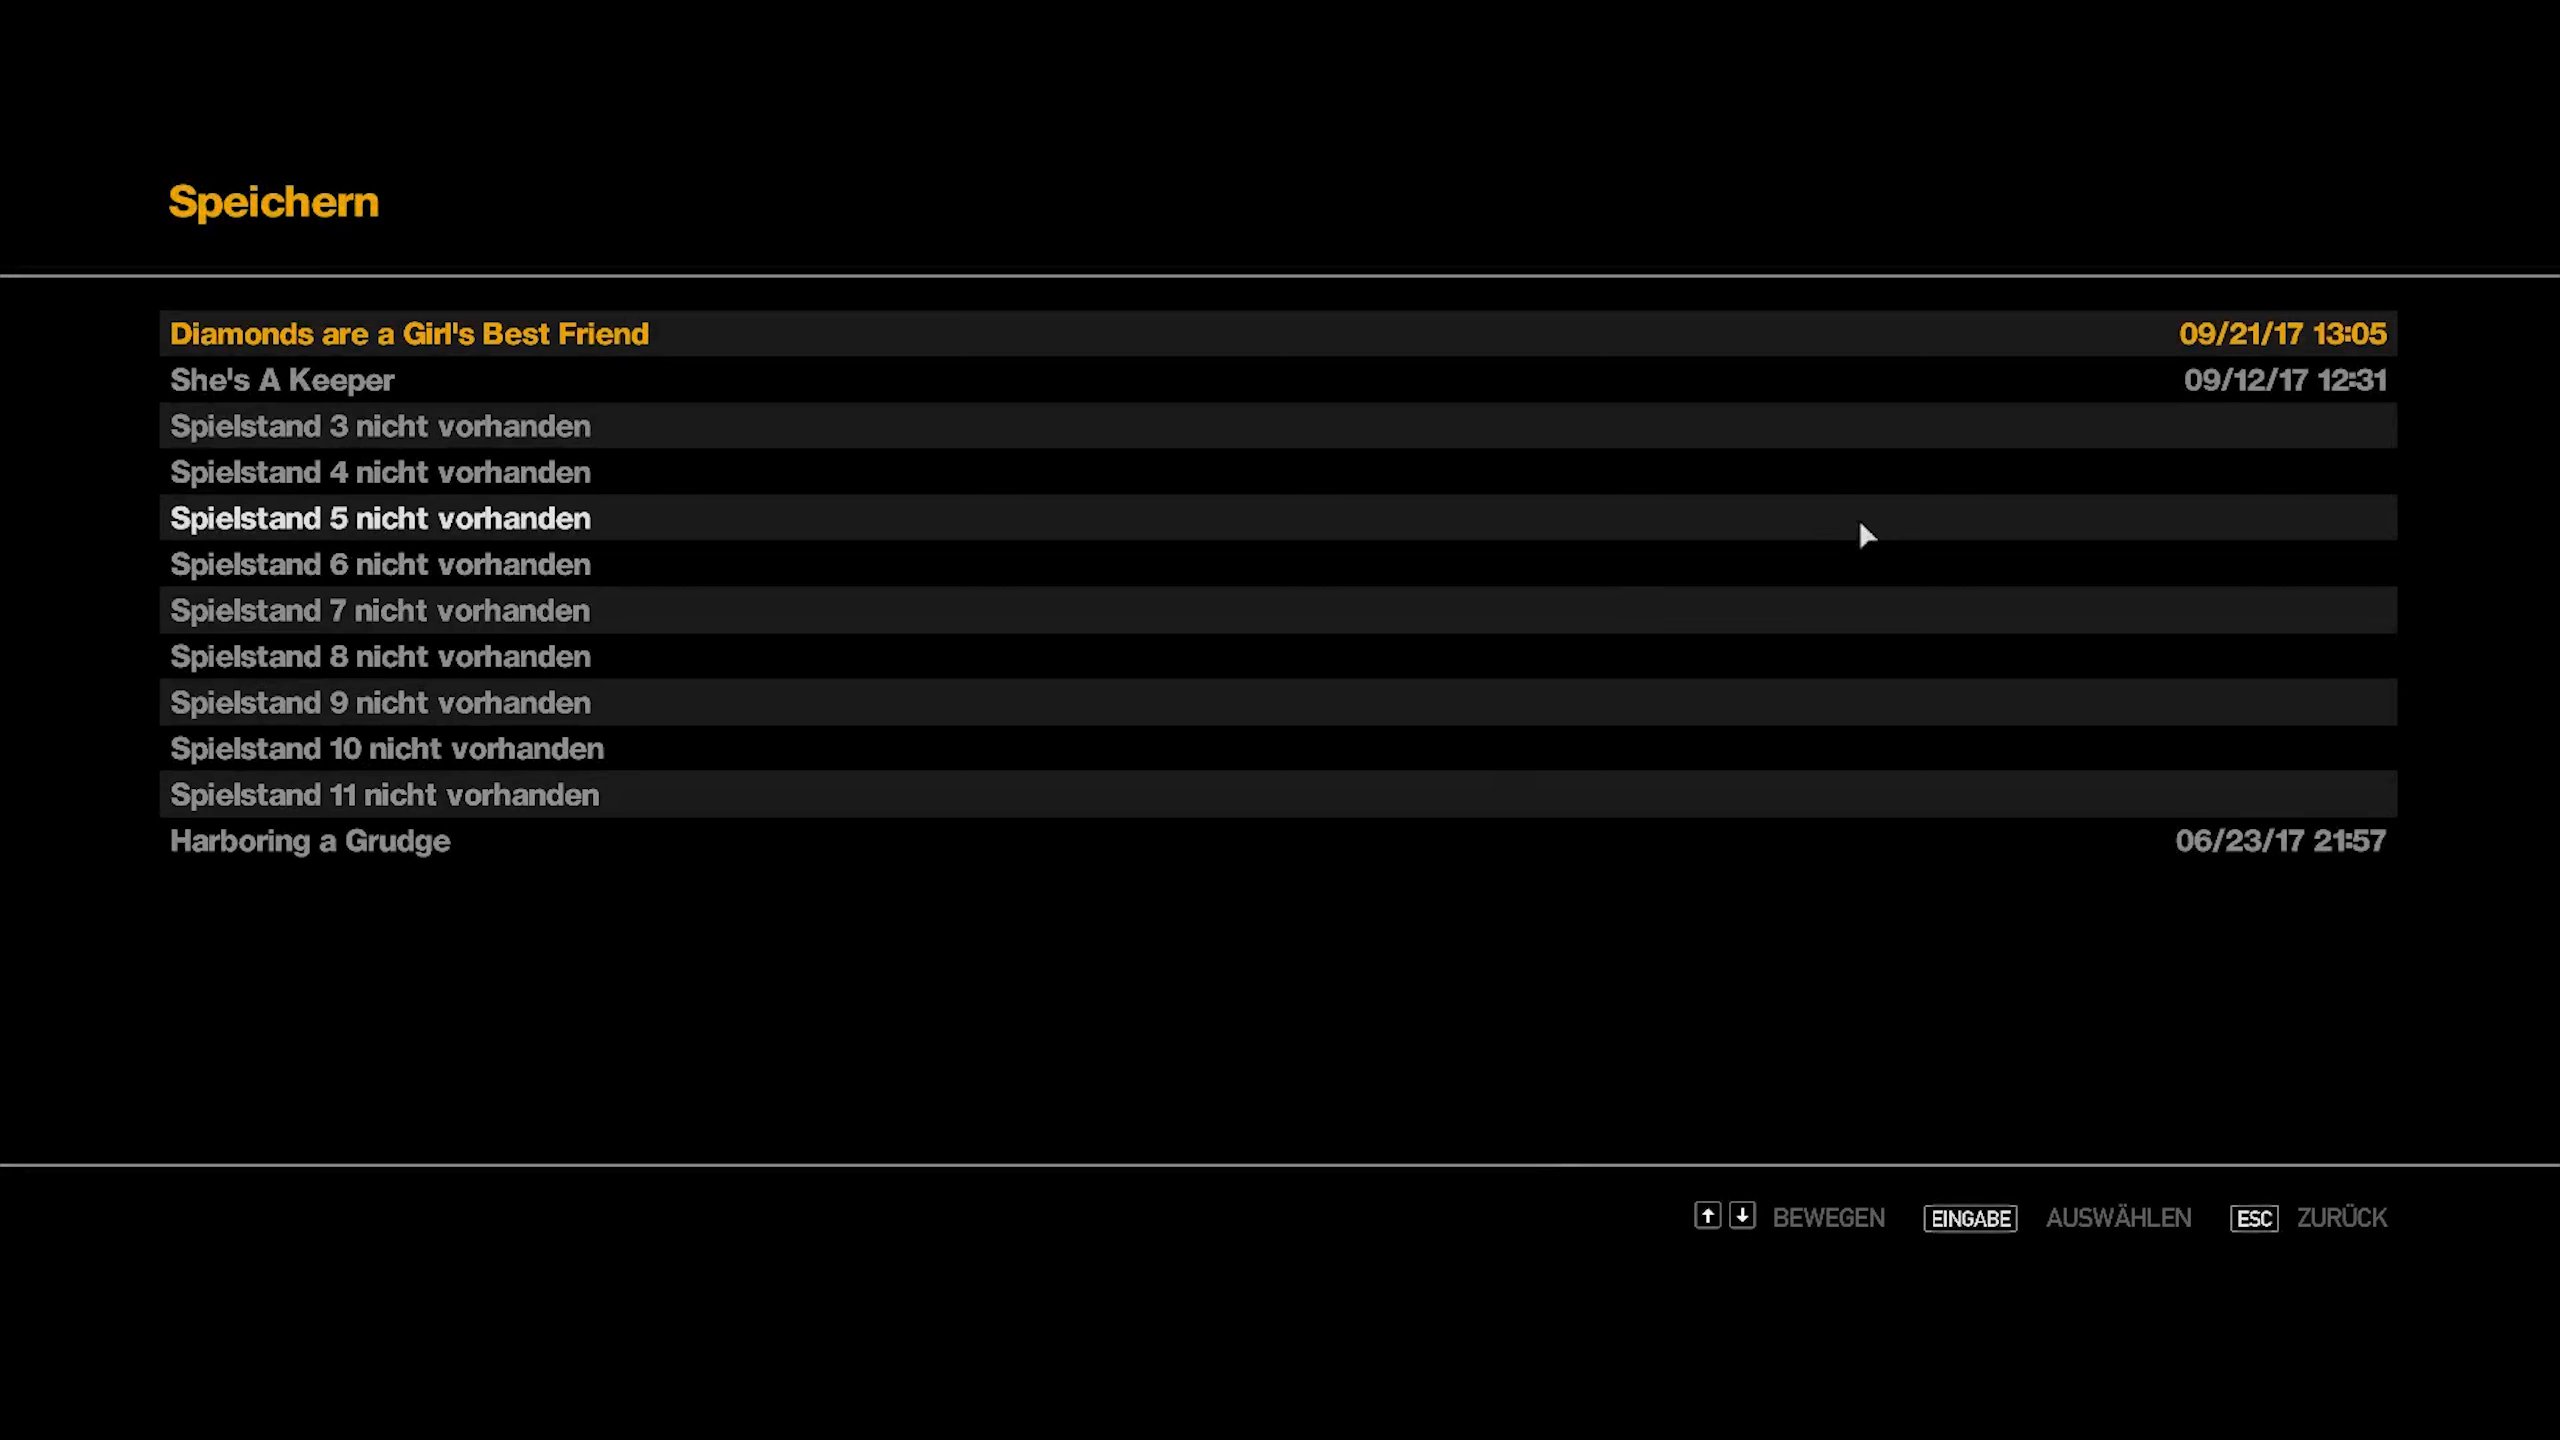 Speichern
Diamonds are a Girl's Best Friend 09/21/17 13:05
She's A Keeper 09/12/17 12:31
Spielstand 3 nicht vorhanden
Spielstand 4 nicht vorhanden
Spielstand 5 nicht vorhanden
Spielstand 6 nicht vorhanden
Spielstand 7 nicht vorhanden
Spielstand 8 nicht vorhanden
Spielstand 9 nicht vorhanden
Spielstand 10 nicht vorhanden
Spielstand 11 nicht vorhanden
Harboring a Grudge 06/23/17 21:57
BEWEGEN EINGABE AUSWÄHLEN ESC ZURÜCK